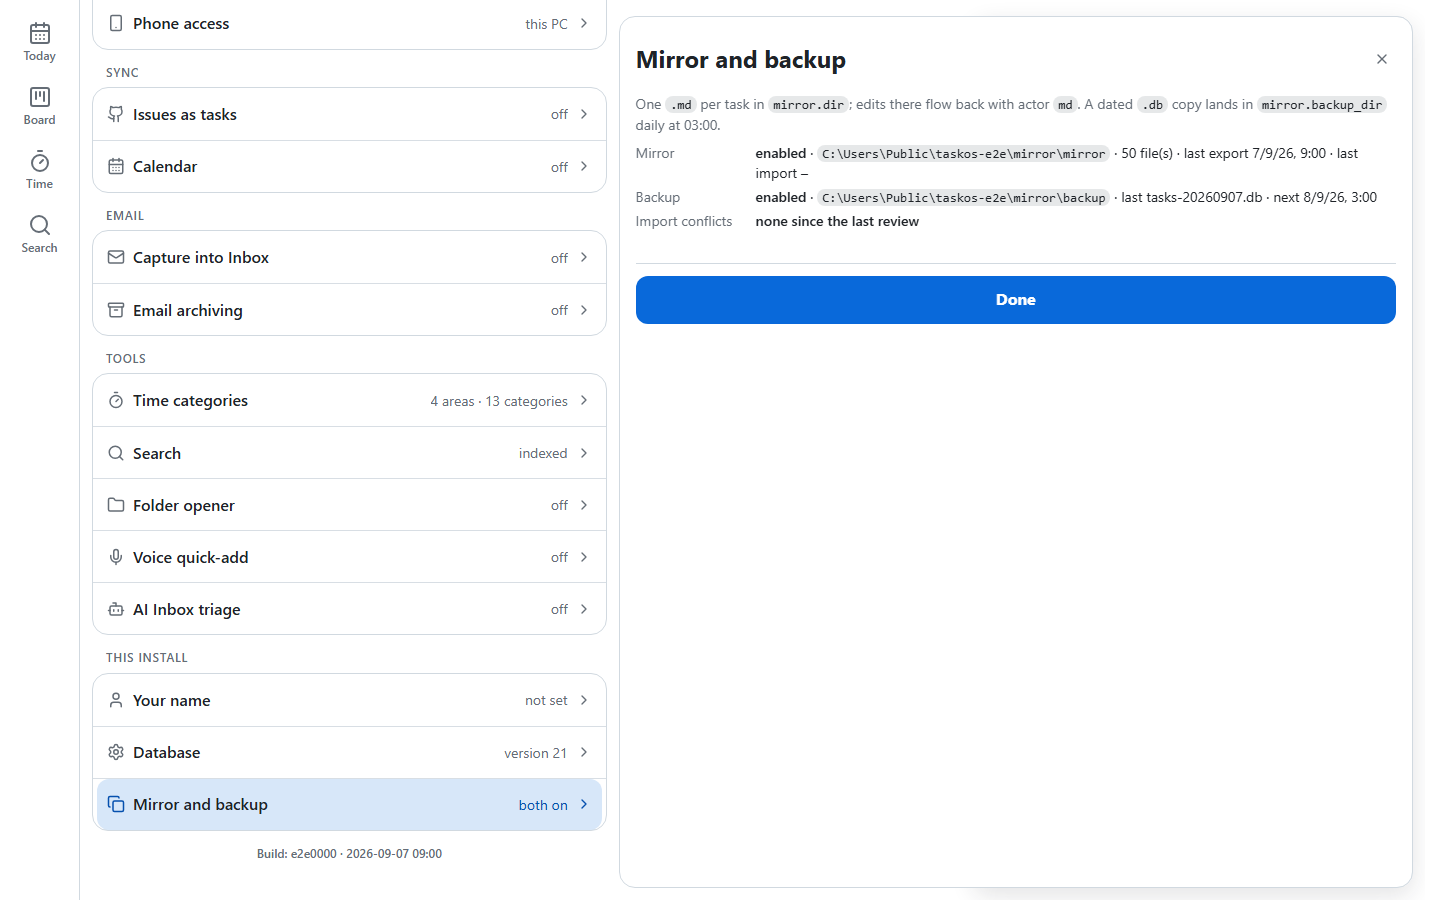 Today
Board
Time
Search
Phone access this PC
SYNC
Issues as tasks off
Calendar off
EMAIL
Capture into Inbox off
Email archiving off
TOOLS
Time categories 4 areas · 13 categories
Search indexed
Folder opener off
Voice quick-add off
AI Inbox triage off
THIS INSTALL
Your name not set
Database version 21
Mirror and backup both on
Build: e2e0000 · 2026-09-07 09:00
Mirror and backup
One .md per task in mirror.dir; edits there flow back with actor md. A dated .db copy lands in mirror.backup_dir
daily at 03:00.
Mirror enabled · C:\Users\Public\taskos-e2e\mirror\mirror · 50 file(s) · last export 7/9/26, 9:00 · last
import –
Backup enabled · C:\Users\Public\taskos-e2e\mirror\backup · last tasks-20260907.db · next 8/9/26, 3:00
Import conflicts none since the last review
Done